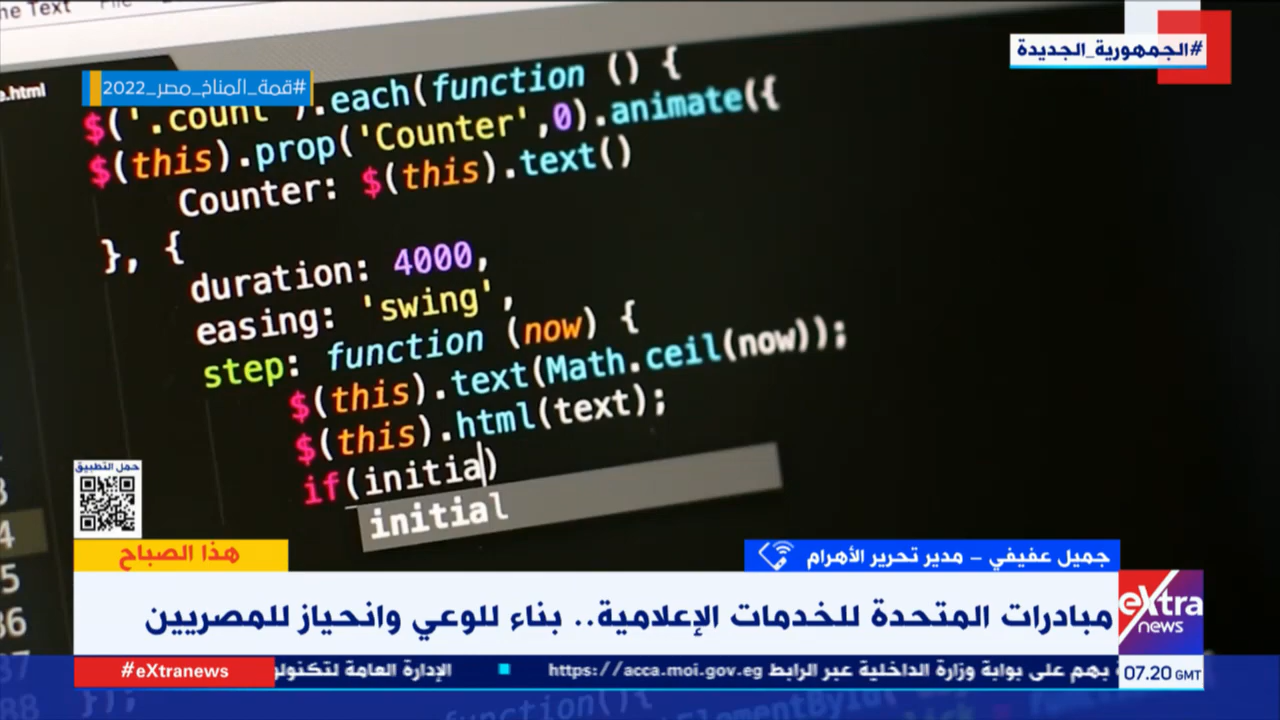 #الجمهورية_الجديدة
#قمة_المناخ_مصر_2022
e.html
$('.count').each(function () {
$(this).prop('Counter',0).animate({
Counter: $(this).text()
}, {
duration: 4000,
easing: 'swing',
step: function (now) {
$(this).text(Math.ceil(now));
$(this).html(text);
if(initia)
initial
حمل التطبيق
هذا الصباح
جميل عفيفي - مدير تحرير الأهرام
مبادرات المتحدة للخدمات الإعلامية.. بناء للوعي وانحياز للمصريين
eXtra news
#eXtranews
بهم على بوابة وزارة الداخلية عبر الرابط https://acca.moi.gov.eg
الإدارة العامة
07.20 GMT